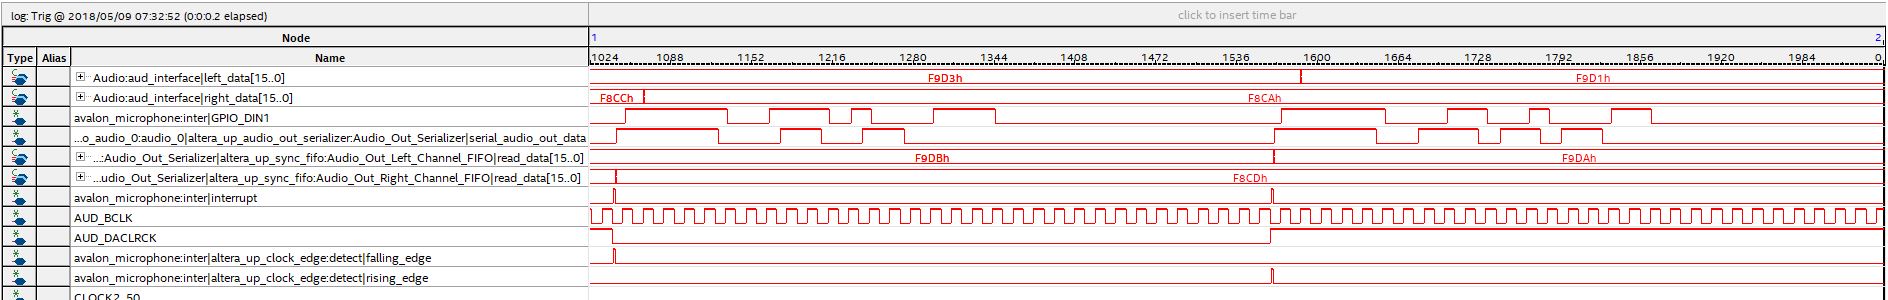 log: Trig @ 2018/05/09 07:32:52 (0:0:0.2 elapsed) click to insert time bar
Node 1 2
Type Alias Name 1024 1088 1152 1216 1280 1344 1408 1472 1536 1600 1664 1728 1792 1856 1920 1984 0
Audio:aud_interface|left_data[15..0] F9D3h F9D1h
Audio:aud_interface|right_data[15..0] F8CCh F8CAh
avalon_microphone:inter|GPIO_DIN1
...o_audio_0:audio_0|altera_up_audio_out_serializer:Audio_Out_Serializer|serial_audio_out_data
...:Audio_Out_Serializer|altera_up_sync_fifo:Audio_Out_Left_Channel_FIFO|read_data[15..0] F9DBh F9DAh
...udio_Out_Serializer|altera_up_sync_fifo:Audio_Out_Right_Channel_FIFO|read_data[15..0] F8CDh
avalon_microphone:inter|interrupt
AUD_BCLK
AUD_DACLRCK
avalon_microphone:inter|altera_up_clock_edge:detect|falling_edge
avalon_microphone:inter|altera_up_clock_edge:detect|rising_edge
CLOCK2_50